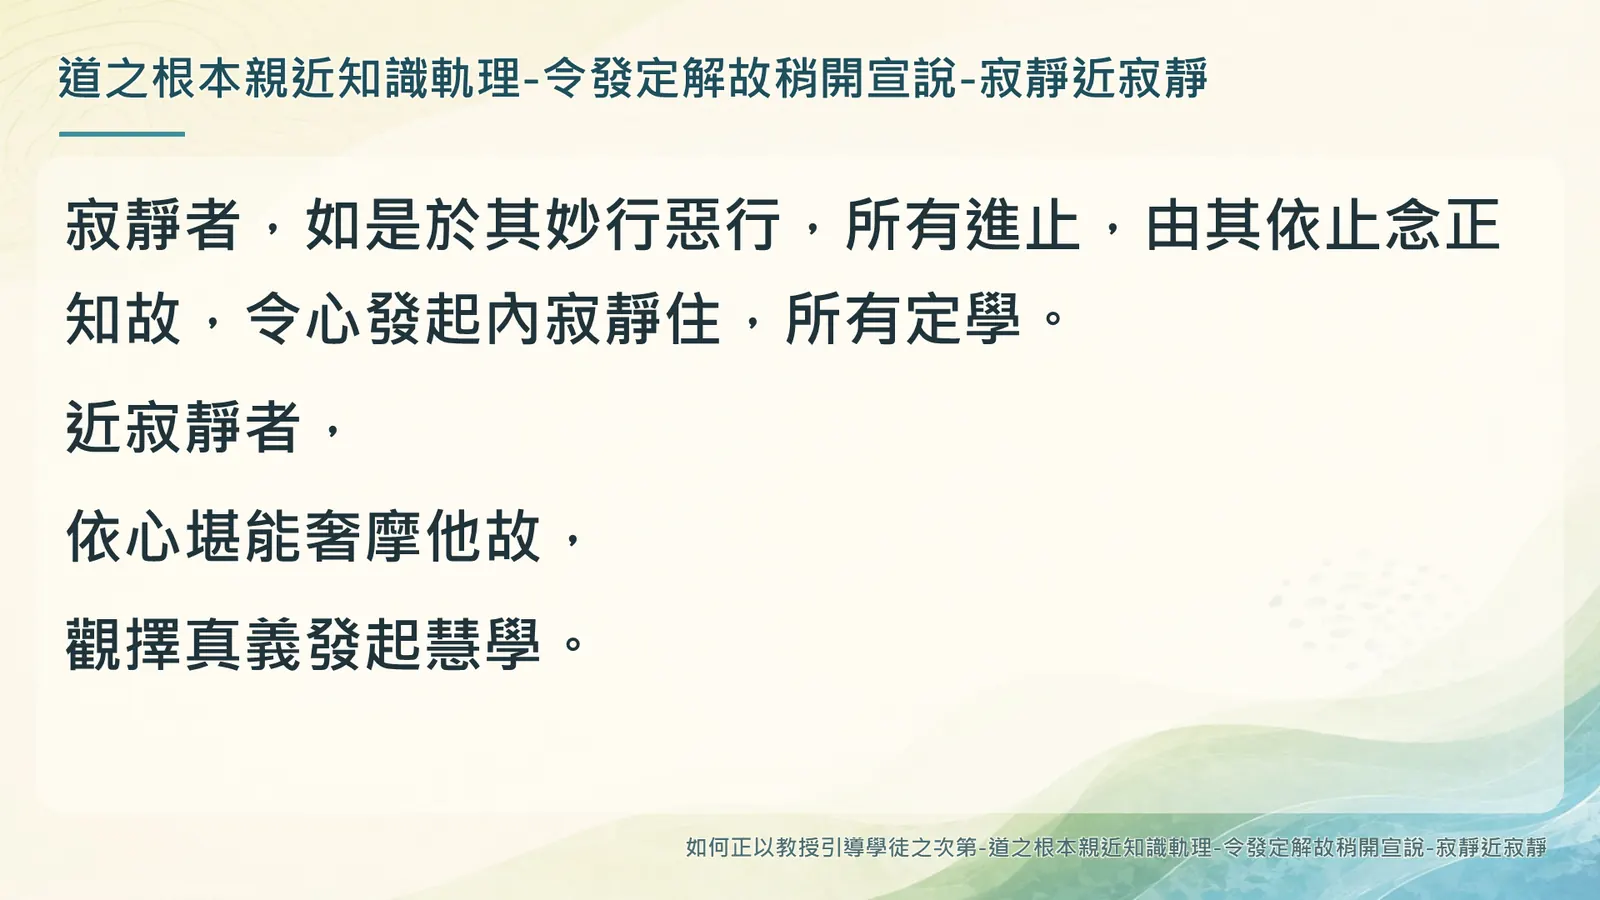 道之根本親近知識軌理-令發定解故稍開宣說-寂靜近寂靜
寂靜者，如是於其妙行惡行，所有進止，由其依止念正
知故，令心發起內寂靜住，所有定學。
近寂靜者，
依心堪能奢摩他故，
觀擇真義發起慧學。
如何正以教授引導學徒之次第-道之根本親近知識軌理-令發定解故稍開宣說-寂靜近寂靜